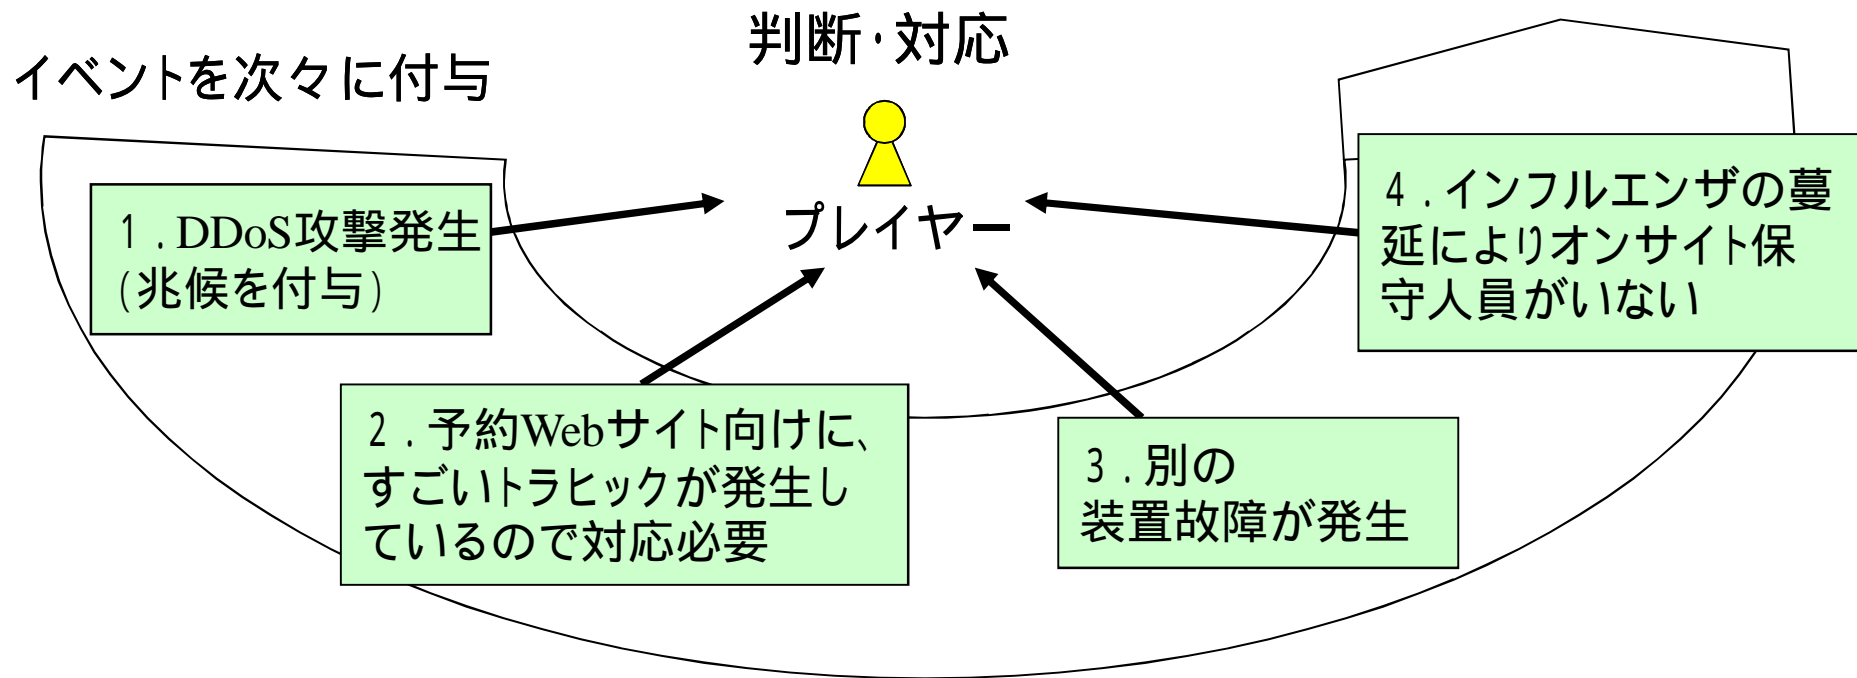 判断・対応
イベントを次々に付与
プレイヤー
1．DDoS攻撃発生
(兆候を付与)
2．予約Webサイト向けに、
すごいトラヒックが発生し
ているので対応必要
3．別の
装置故障が発生
4．インフルエンザの蔓
延によりオンサイト保
守人員がいない